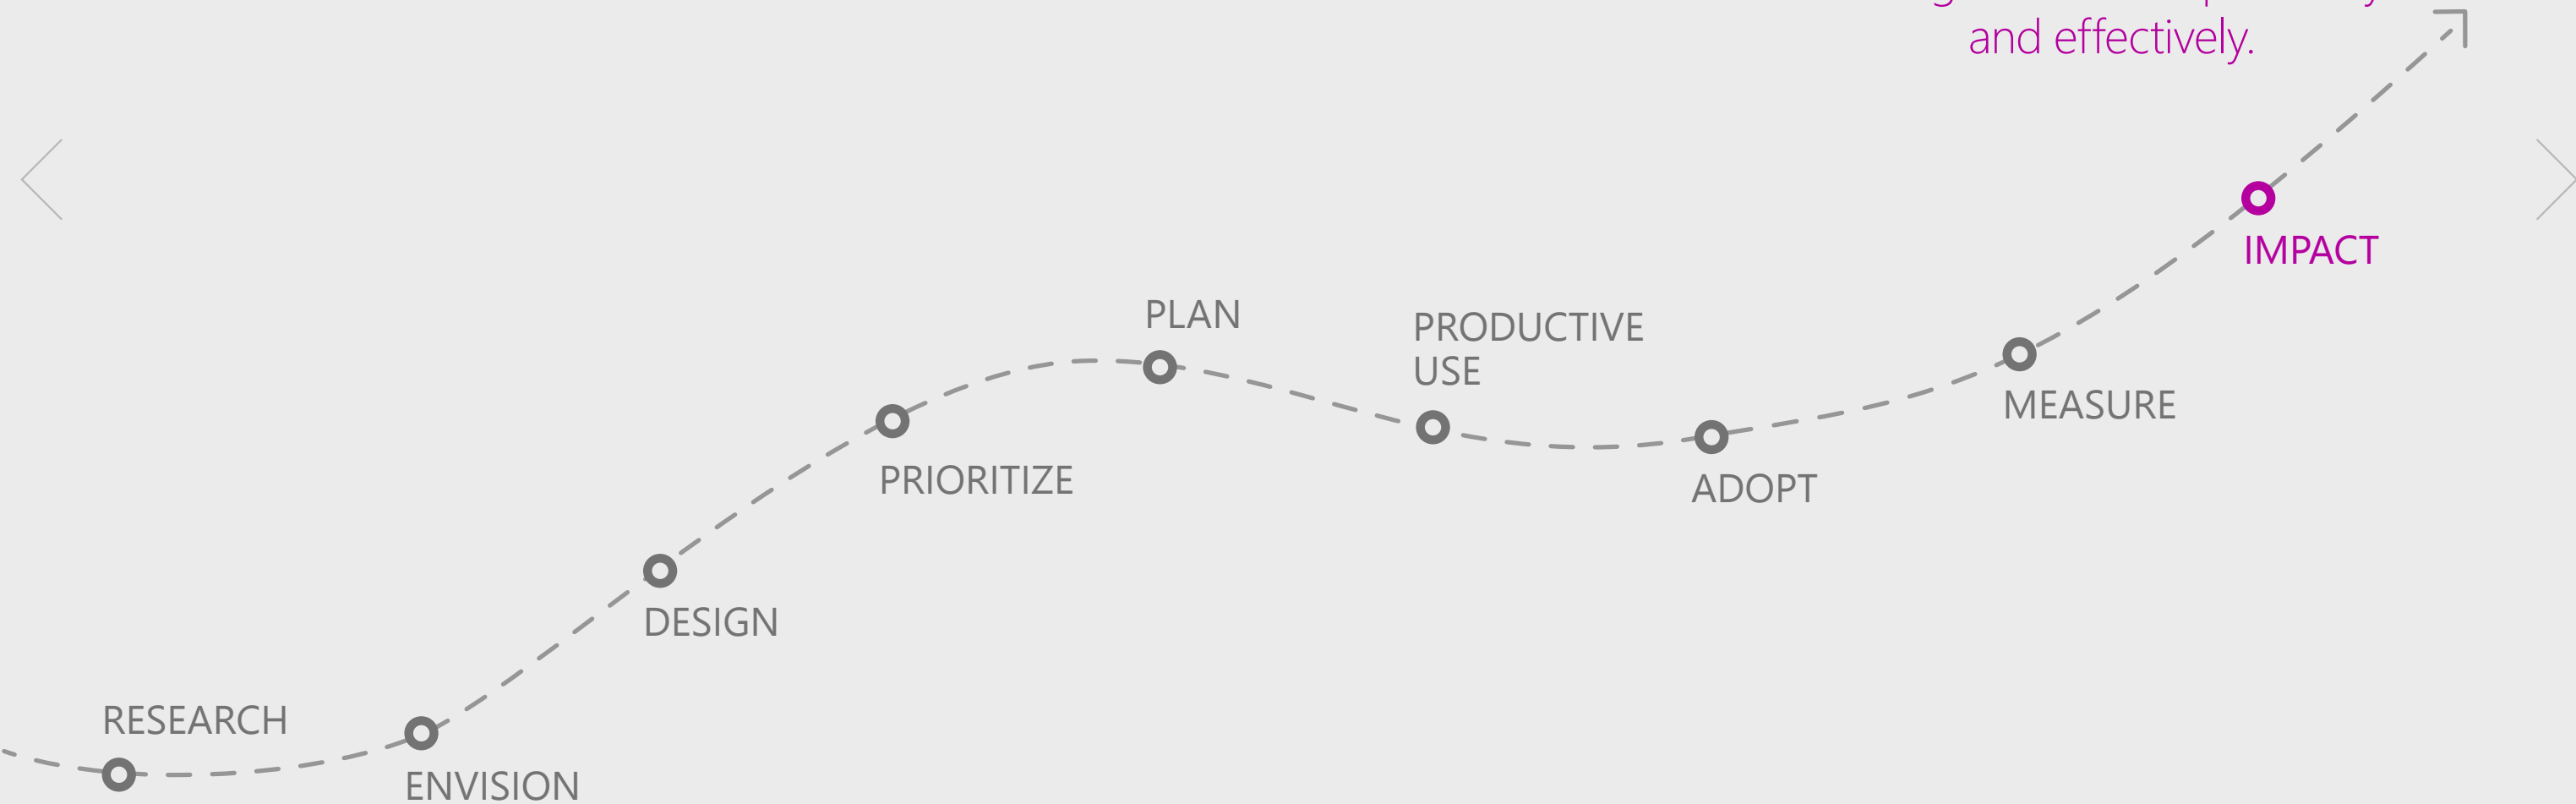 and effectively.
IMPACT
PLAN
PRODUCTIVE
USE
MEASURE
PRIORITIZE
ADOPT
DESIGN
RESEARCH
ENVISION